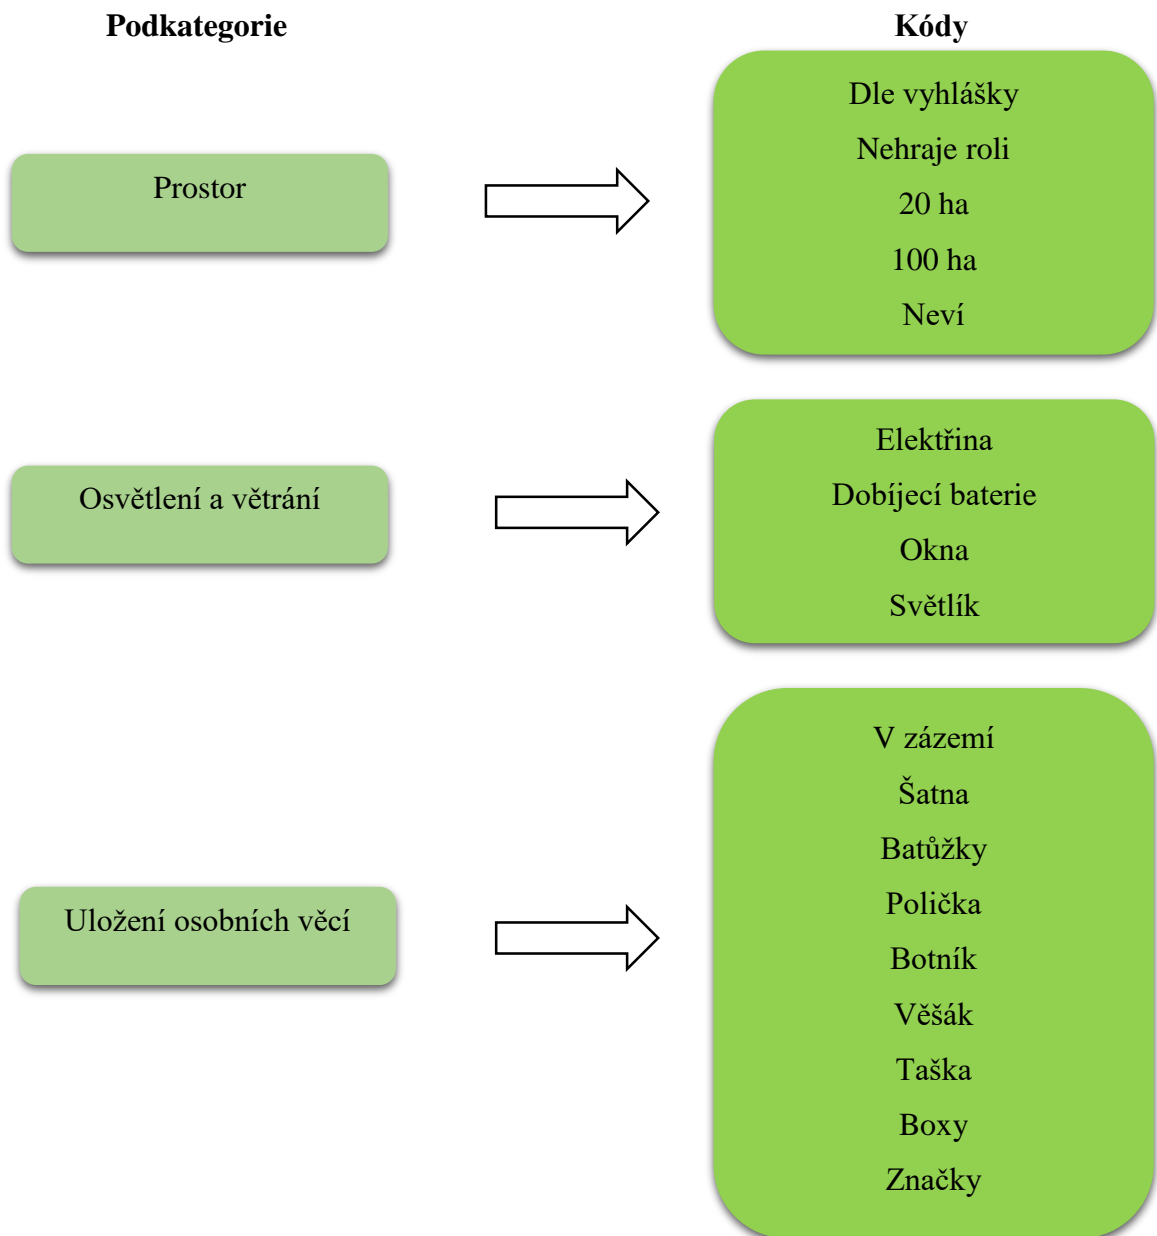 Podkategorie
Kódy
Prostor
Dle vyhlášky
Nehraje roli
20 ha
100 ha
Neví
Osvětlení a větrání
Elektřina
Dobíjecí baterie
Okna
Světlík
Uložení osobních věcí
V zázemí
Šatna
Batůžky
Polička
Botník
Věšák
Taška
Boxy
Značky